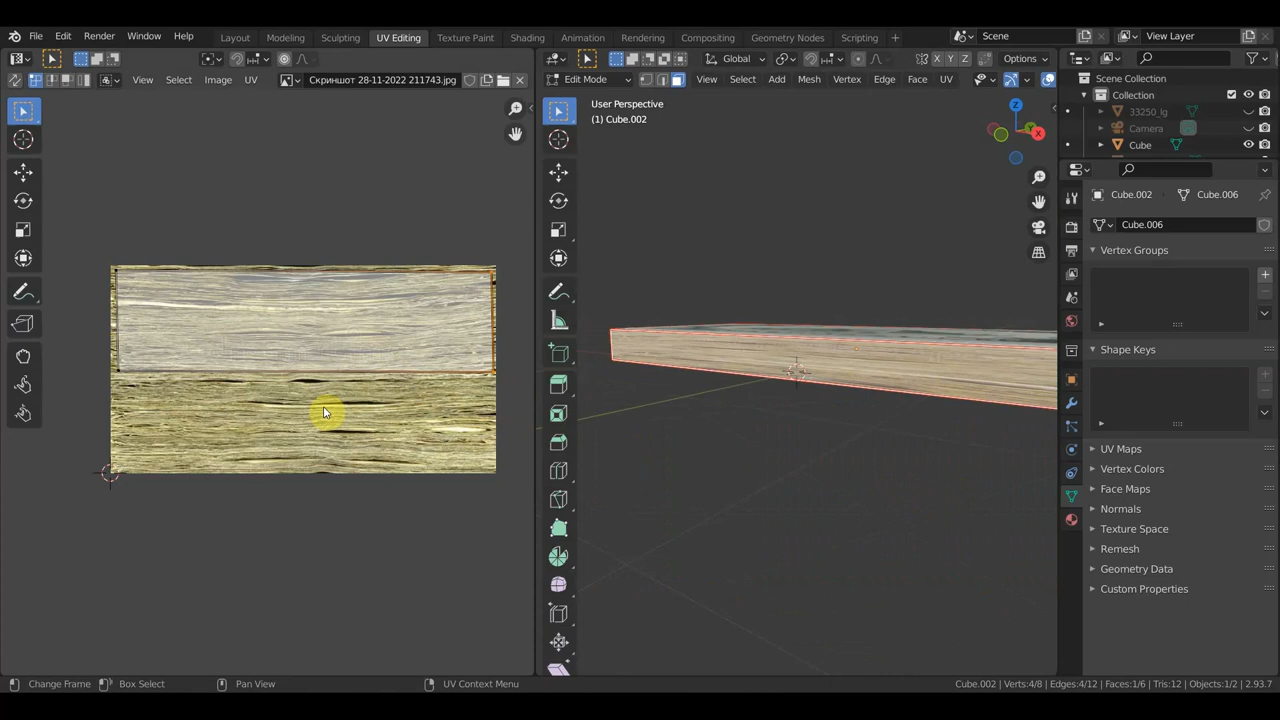 File Edit Render Window Help Layout Modeling Sculpting UV Editing Texture Paint Shading Animation Rendering Compositing Geometry Nodes Scripting + Scene View Layer
Global X Y Z Options
View Select Image UV Скриншот 28-11-2022 211743.jpg Edit Mode View Select Add Mesh Vertex Edge Face UV
Scene Collection
User Perspective
(1) Cube.002
Z
X
Collection
33250_lg
Camera
Cube
Cube.002 Cube.006
Cube.006
Vertex Groups
Shape Keys
UV Maps
Vertex Colors
Face Maps
Normals
Texture Space
Remesh
Geometry Data
Custom Properties
Change Frame Box Select Pan View UV Context Menu Cube.002 | Verts:4/8 | Edges:4/12 | Faces:1/6 | Tris:12 | Objects:1/2 | 2.93.7